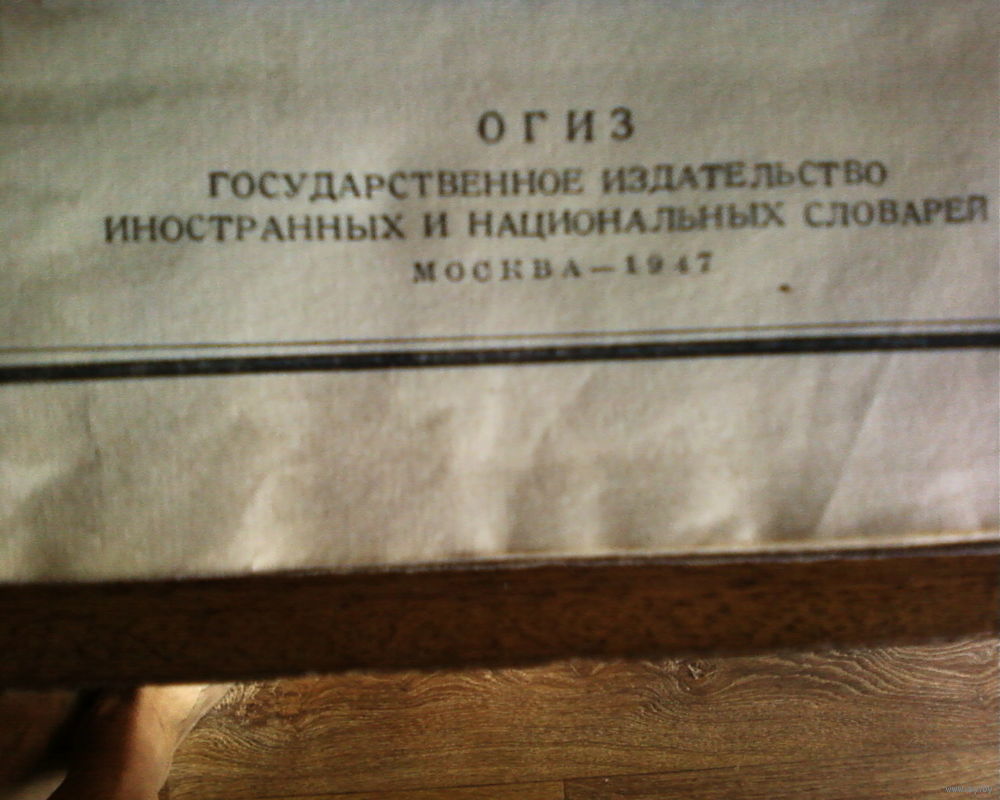 ОГИЗ
ГОСУДАРСТВЕННОЕ ИЗДАТЕЛЬСТВО
ИНОСТРАННЫХ И НАЦИОНАЛЬНЫХ СЛОВАРЕЙ
МОСКВА — 1947